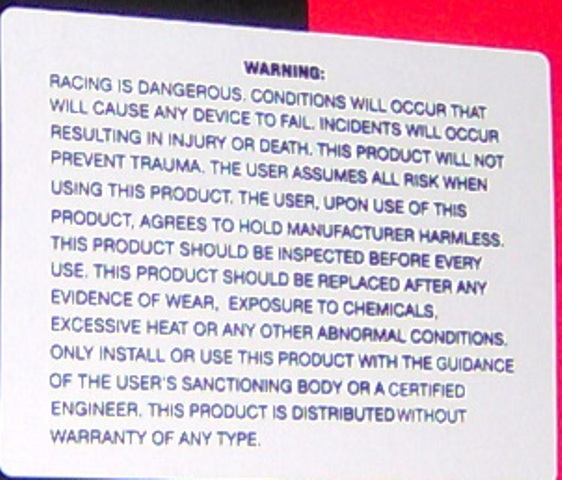 WARNING:
RACING IS DANGEROUS. CONDITIONS WILL OCCUR THAT
WILL CAUSE ANY DEVICE TO FAIL. INCIDENTS WILL OCCUR
RESULTING IN INJURY OR DEATH. THIS PRODUCT WILL NOT
PREVENT TRAUMA. THE USER ASSUMES ALL RISK WHEN
USING THIS PRODUCT. THE USER, UPON USE OF THIS
PRODUCT, AGREES TO HOLD MANUFACTURER HARMLESS.
THIS PRODUCT SHOULD BE INSPECTED BEFORE EVERY
USE. THIS PRODUCT SHOULD BE REPLACED AFTER ANY
EVIDENCE OF WEAR, EXPOSURE TO CHEMICALS,
EXCESSIVE HEAT OR ANY OTHER ABNORMAL CONDITIONS.
ONLY INSTALL OR USE THIS PRODUCT WITH THE GUIDANCE
OF THE USER'S SANCTIONING BODY OR A CERTIFIED
ENGINEER. THIS PRODUCT IS DISTRIBUTED WITHOUT
WARRANTY OF ANY TYPE.